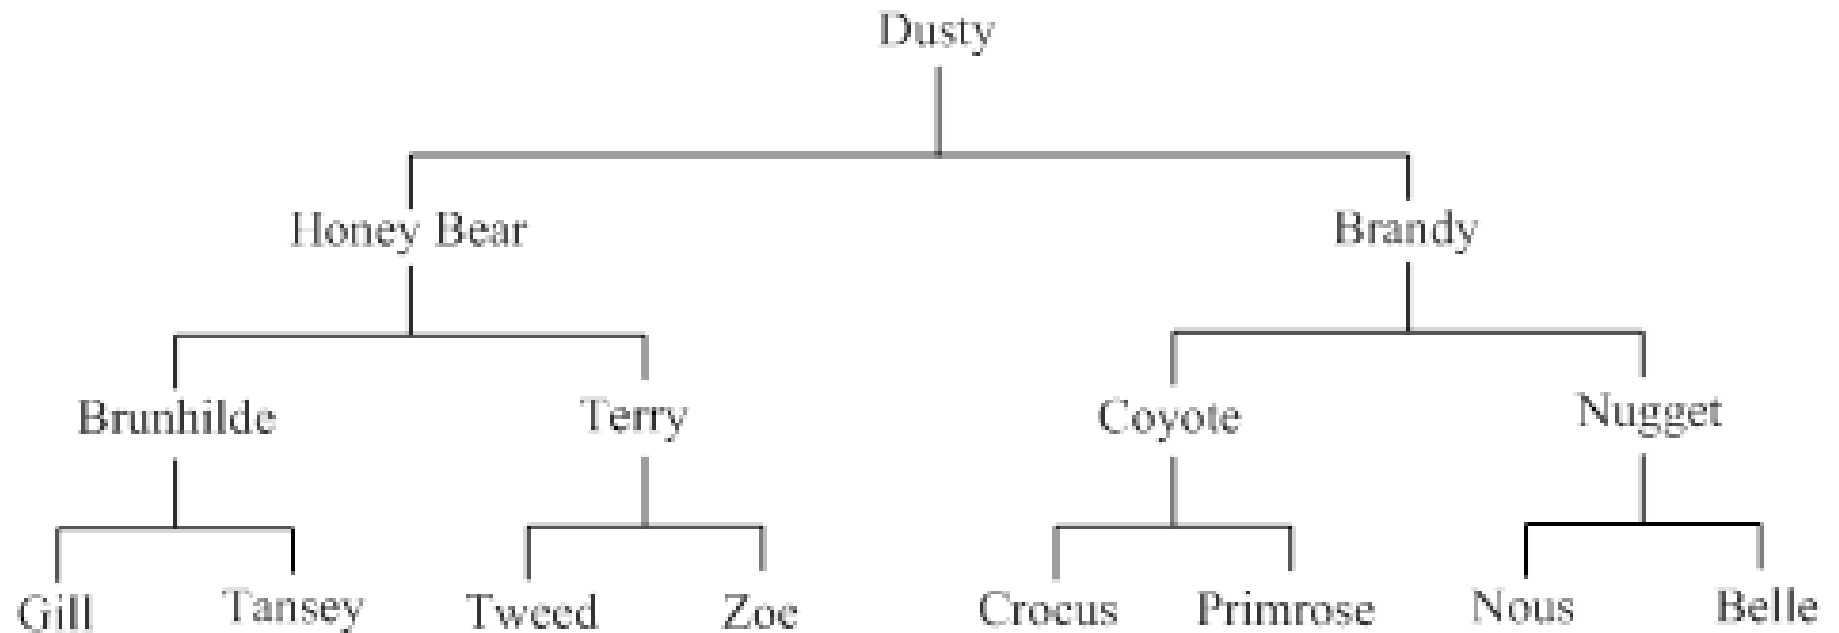 Dusty
Honey Bear Brandy
Brunhilde Terry Coyote Nugget
Gill Tansey Tweed Zoe Crocus Primrose Nous Belle